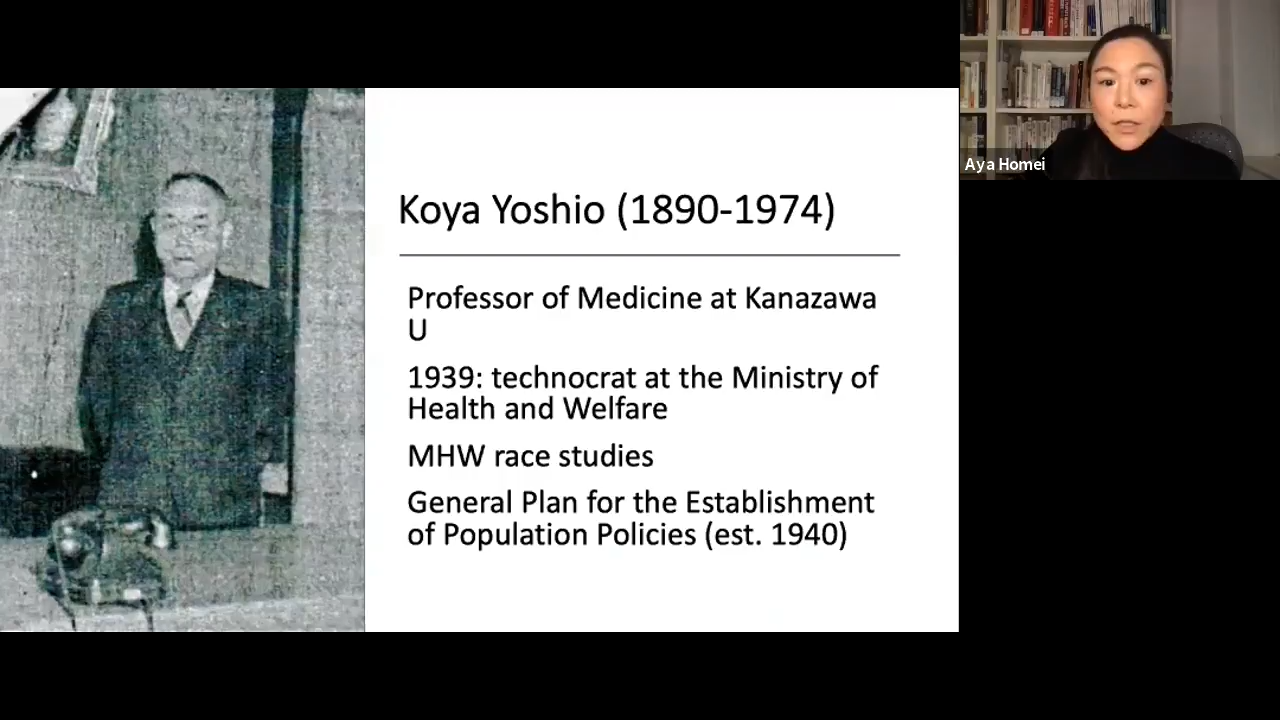 Koya Yoshio (1890-1974)
Professor of Medicine at Kanazawa
U
1939: technocrat at the Ministry of
Health and Welfare
MHW race studies
General Plan for the Establishment
of Population Policies (est. 1940)
Aya Homei